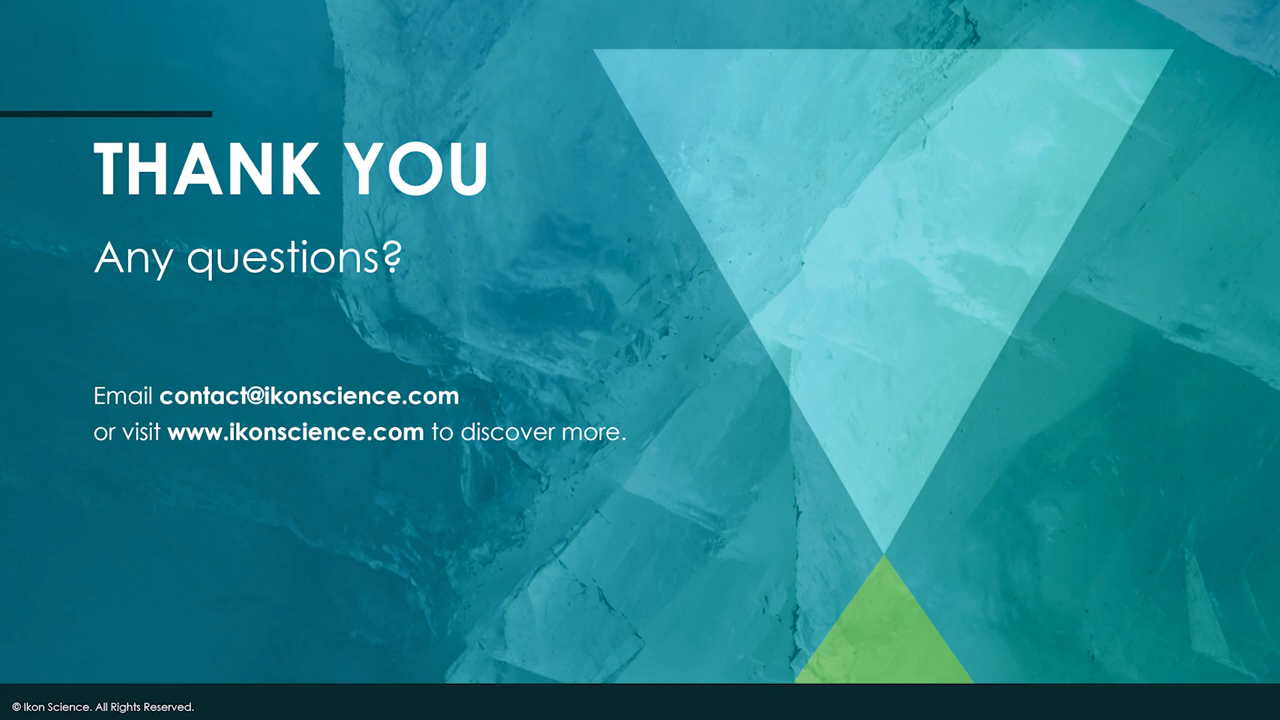 THANK YOU
Any questions?
Email contact@ikonscience.com
or visit www.ikonscience.com to discover more.
© Ikon Science. All Rights Reserved.